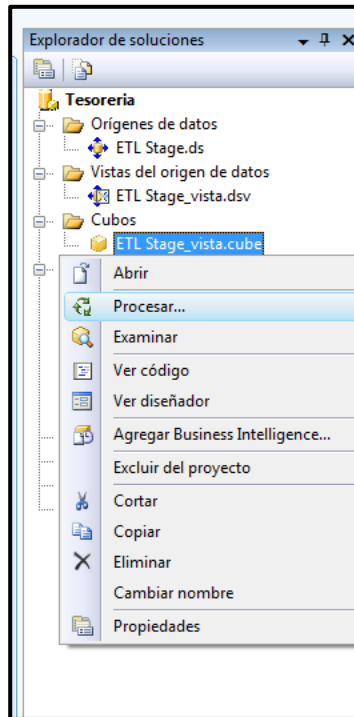 Explorador de soluciones
Tesoreria
Orígenes de datos
ETL Stage.ds
Vistas del origen de datos
ETL Stage_vista.dsv
Cubos
ETL Stage_vista.cube
Abrir
Procesar...
Examinar
Ver código
Ver diseñador
Agregar Business Intelligence...
Excluir del proyecto
Cortar
Copiar
Eliminar
Cambiar nombre
Propiedades